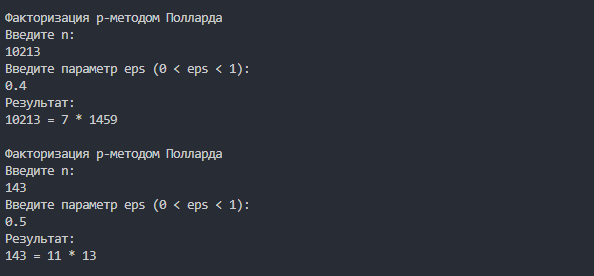 Факторизация p-методом Полларда
Введите n:
10213
Введите параметр eps (0 < eps < 1):
0.4
Результат:
10213 = 7 * 1459
Факторизация p-методом Полларда
Введите n:
143
Введите параметр eps (0 < eps < 1):
0.5
Результат:
143 = 11 * 13